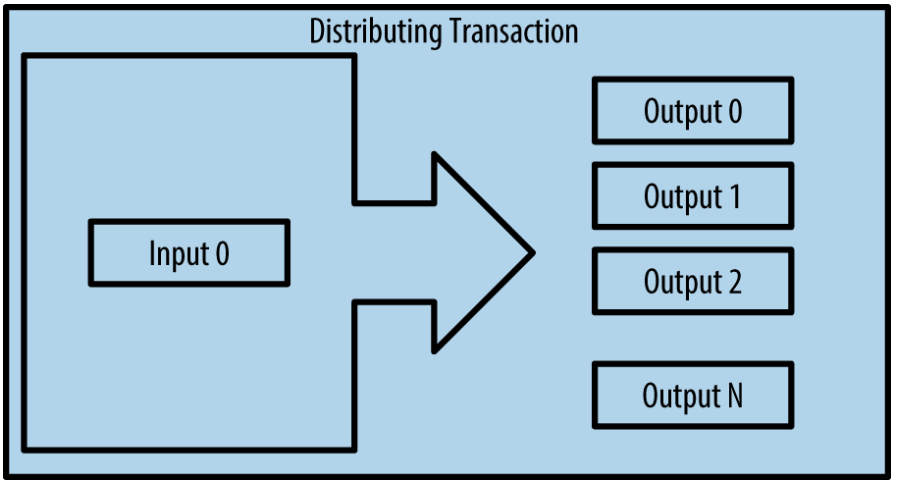 Distributing Transaction
Input 0
Output 0
Output 1
Output 2
Output N